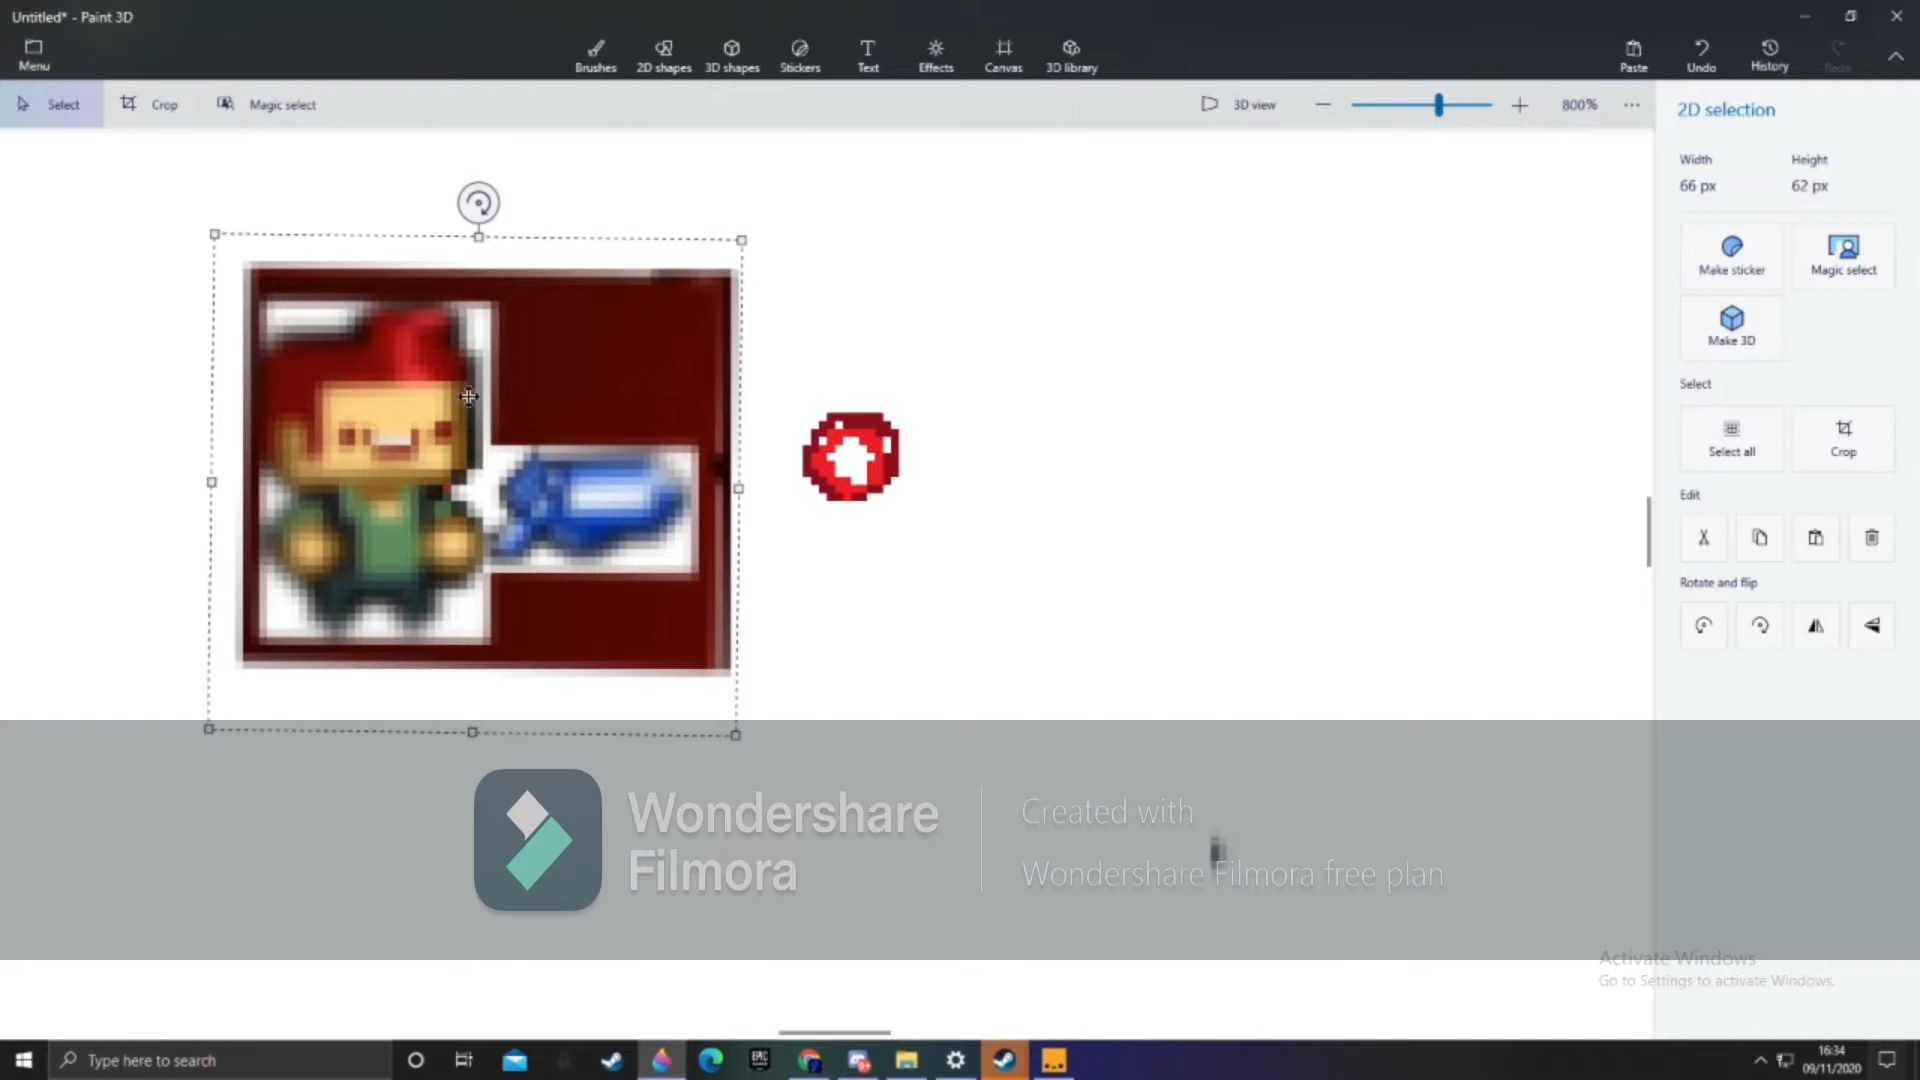 Untitled* - Paint 3D
Menu
Brushes
2D shapes
3D shapes
Stickers
Text
Effects
Canvas
3D library
Paste
Undo
History
Redo
Select
Crop
Magic select
3D view
800%
2D selection
Width
Height
66 px
62 px
Make sticker
Magic select
Make 3D
Select
Select all
Crop
Edit
Rotate and flip
Wondershare
Filmora
Created with
Wondershare Filmora free plan
Activate Windows
Go to Settings to activate Windows.
Type here to search
EPIC
16:34
09/11/2020